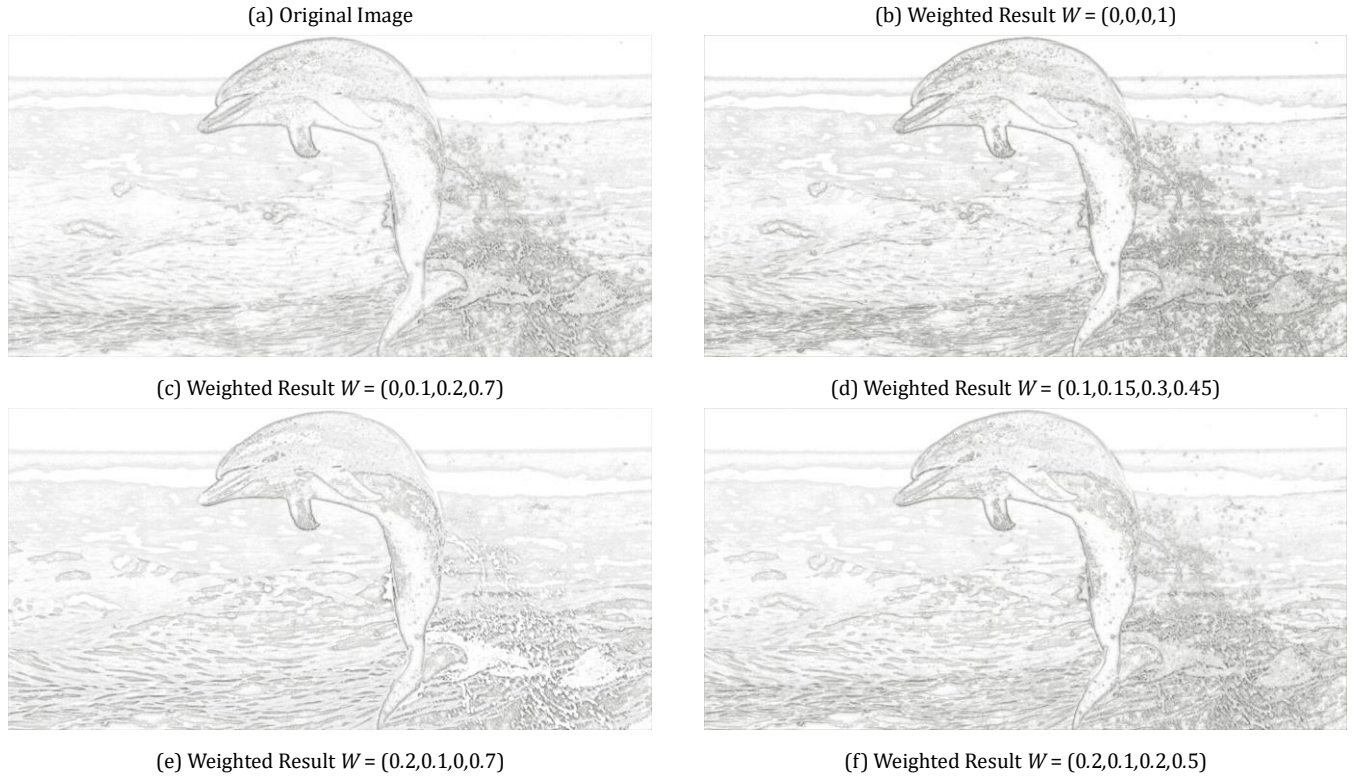 (a) Original Image
(b) Weighted Result W = (0,0,0,1)
(c) Weighted Result W = (0,0.1,0.2,0.7)
(d) Weighted Result W = (0.1,0.15,0.3,0.45)
(e) Weighted Result W = (0.2,0.1,0,0.7)
(f) Weighted Result W = (0.2,0.1,0.2,0.5)